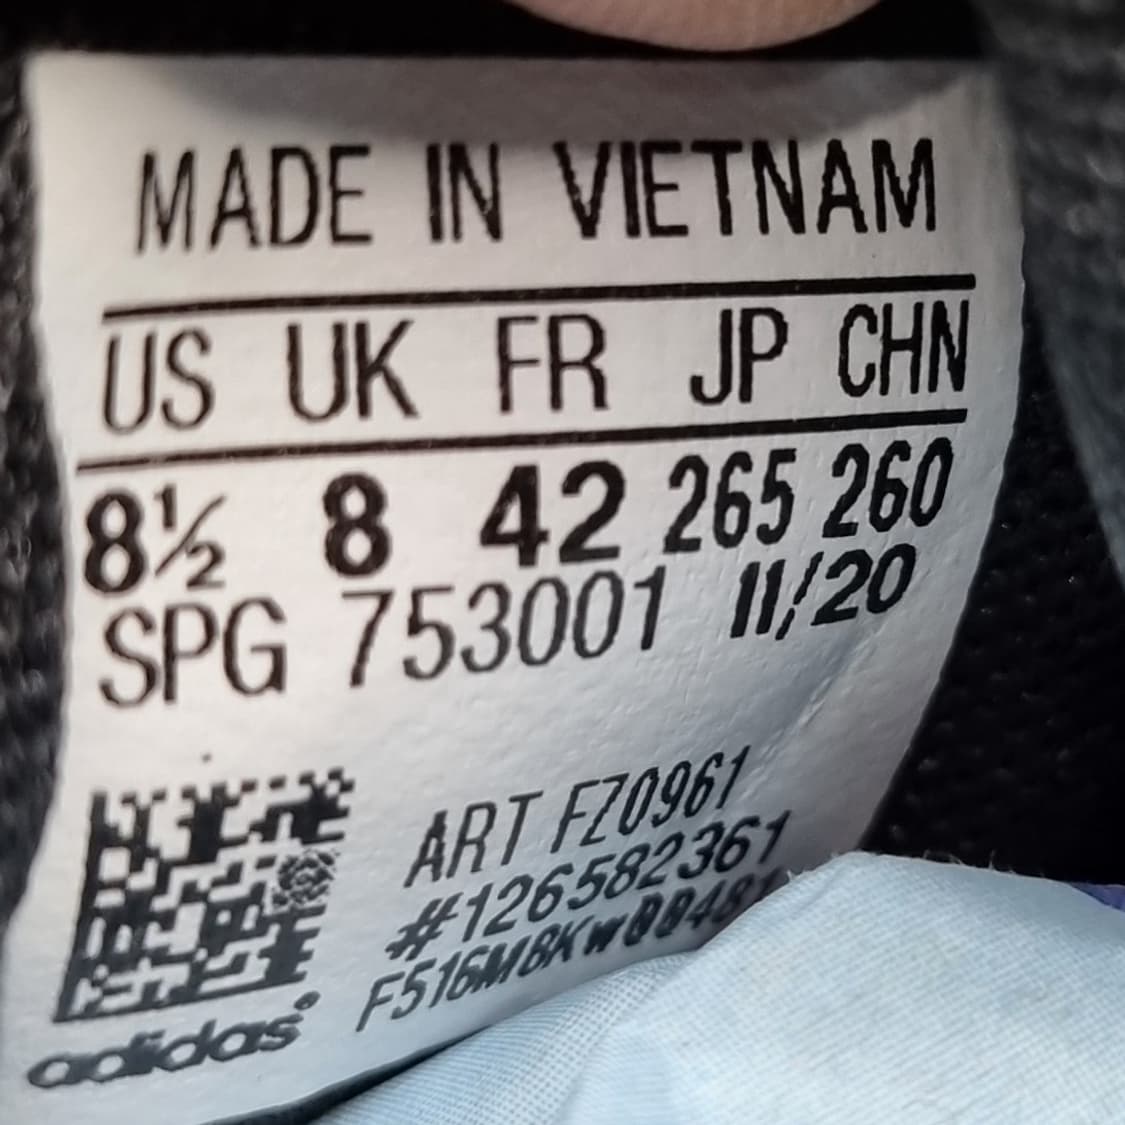 MADE IN VIETNAM
US UK FR JP CHN
8½ 8 42 265 260
SPG 753001 11/20
ART FZ0961
#126582361
adidas